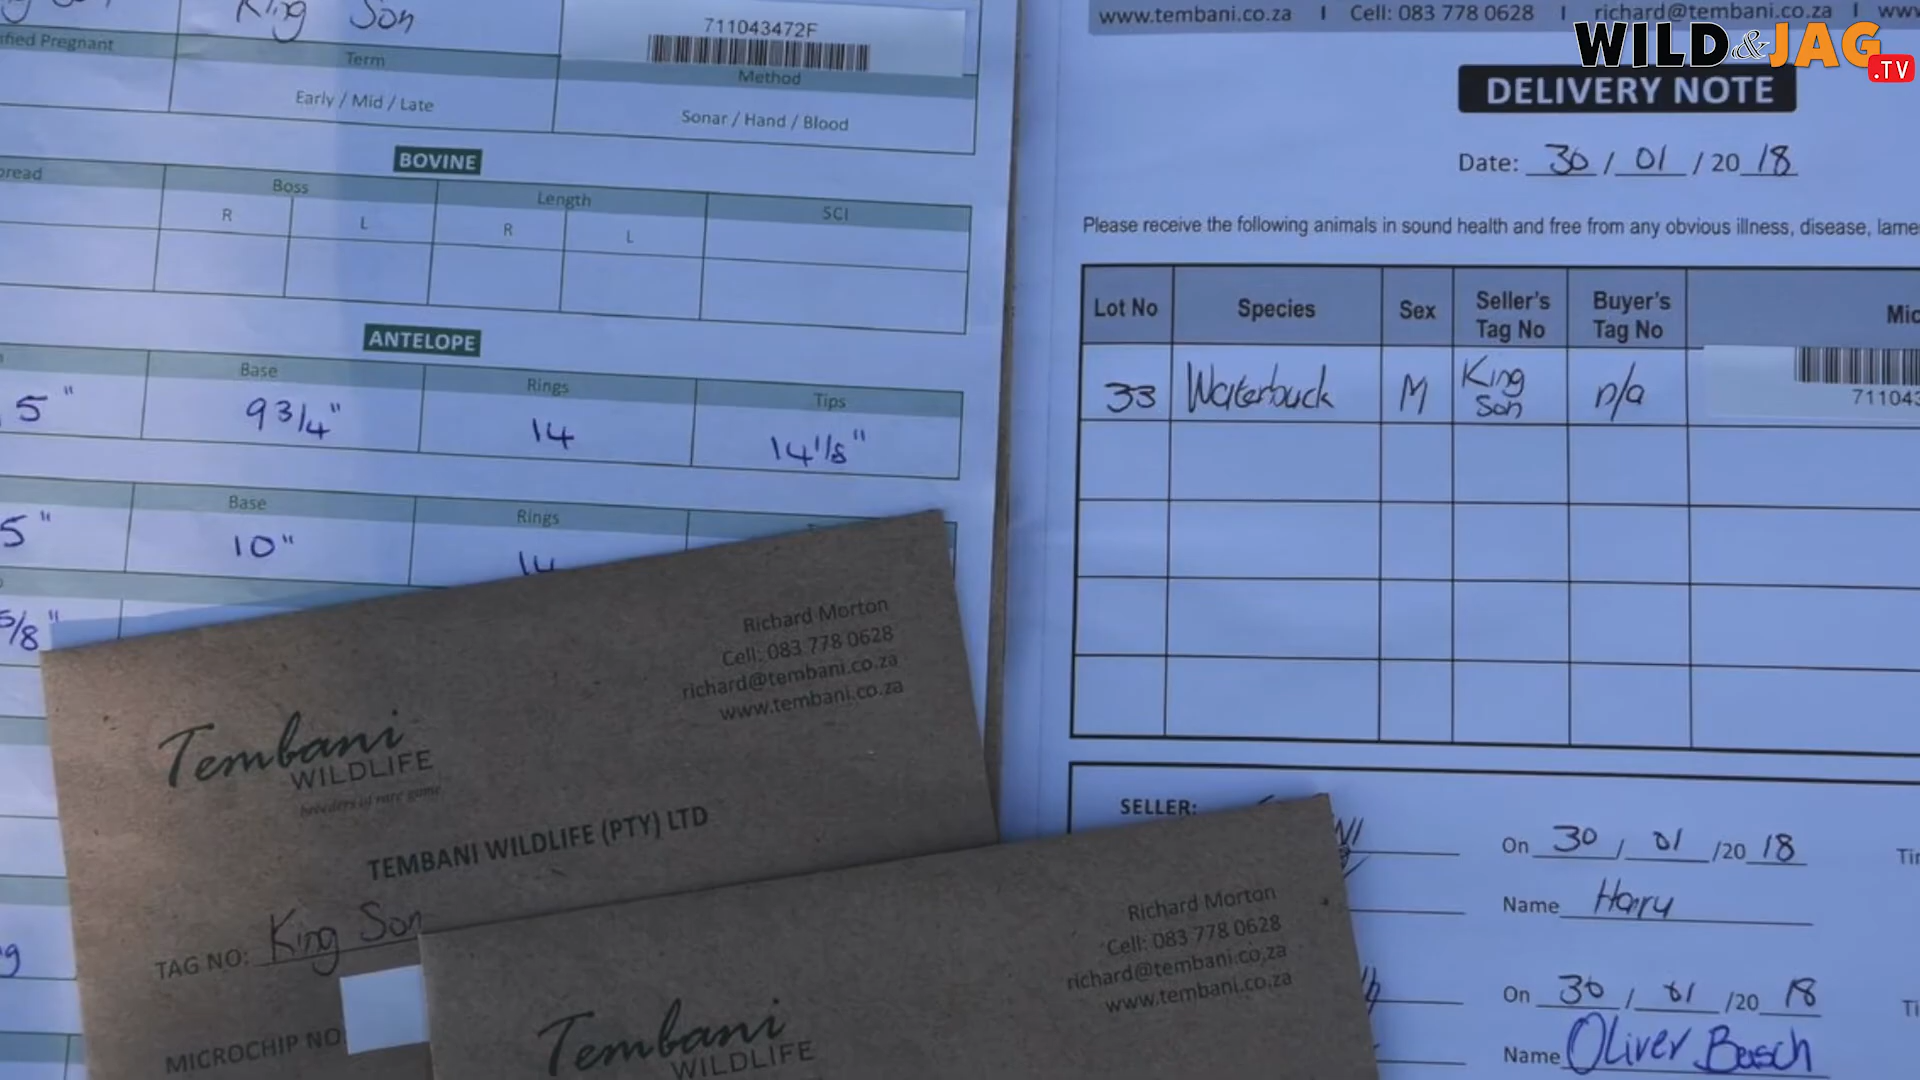 King Son
711043472F
Pregnant
Term
Method
Early / Mid / Late
Sonar / Hand / Blood
BOVINE
Boss
Length
SCI
R
L
R
L
ANTELOPE
Base
Rings
Tips
5"
9 3/4"
14
14 1/8"
Base
Rings
5"
10"
14
5/8"
www.tembani.co.za | Cell: 083 778 0628 | richard@tembani.co.za |
WILD & JAG .TV
DELIVERY NOTE
Date: 30 / 01 / 20 18
Please receive the following animals in sound health and free from any obvious illness, disease,
Lot No
Species
Sex
Seller's Tag No
Buyer's Tag No
33
Waterbuck
M
King Son
n/a
SELLER:
On 30 / 01 / 20 18
Name Harry
On 30 / 01 / 20 18
Name Oliver Basch
Richard Morton
Cell: 083 778 0628
richard@tembani.co.za
www.tembani.co.za
Tembani
WILDLIFE
breeders of rare game
TEMBANI WILDLIFE (PTY) LTD
TAG NO: King Son
MICROCHIP NO
Richard Morton
Cell: 083 778 0628
richard@tembani.co.za
www.tembani.co.za
Tembani
WILDLIFE